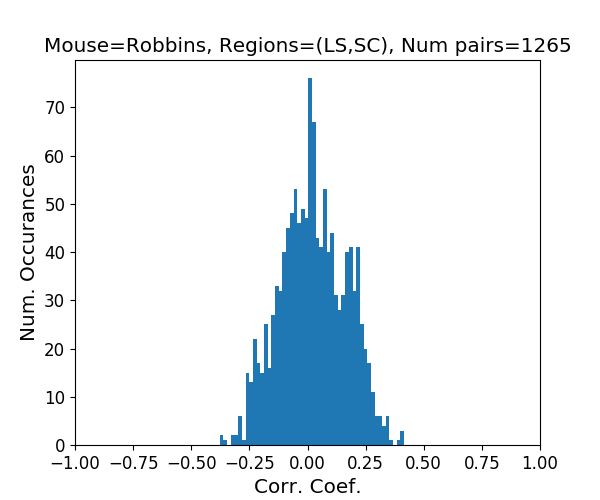 Mouse=Robbins, Regions=(LS,SC), Num pairs=1265
Num. Occurances
70
60
50
40
30
20
10
0
−1.00 −0.75 −0.50 −0.25 0.00 0.25 0.50 0.75 1.00
Corr. Coef.